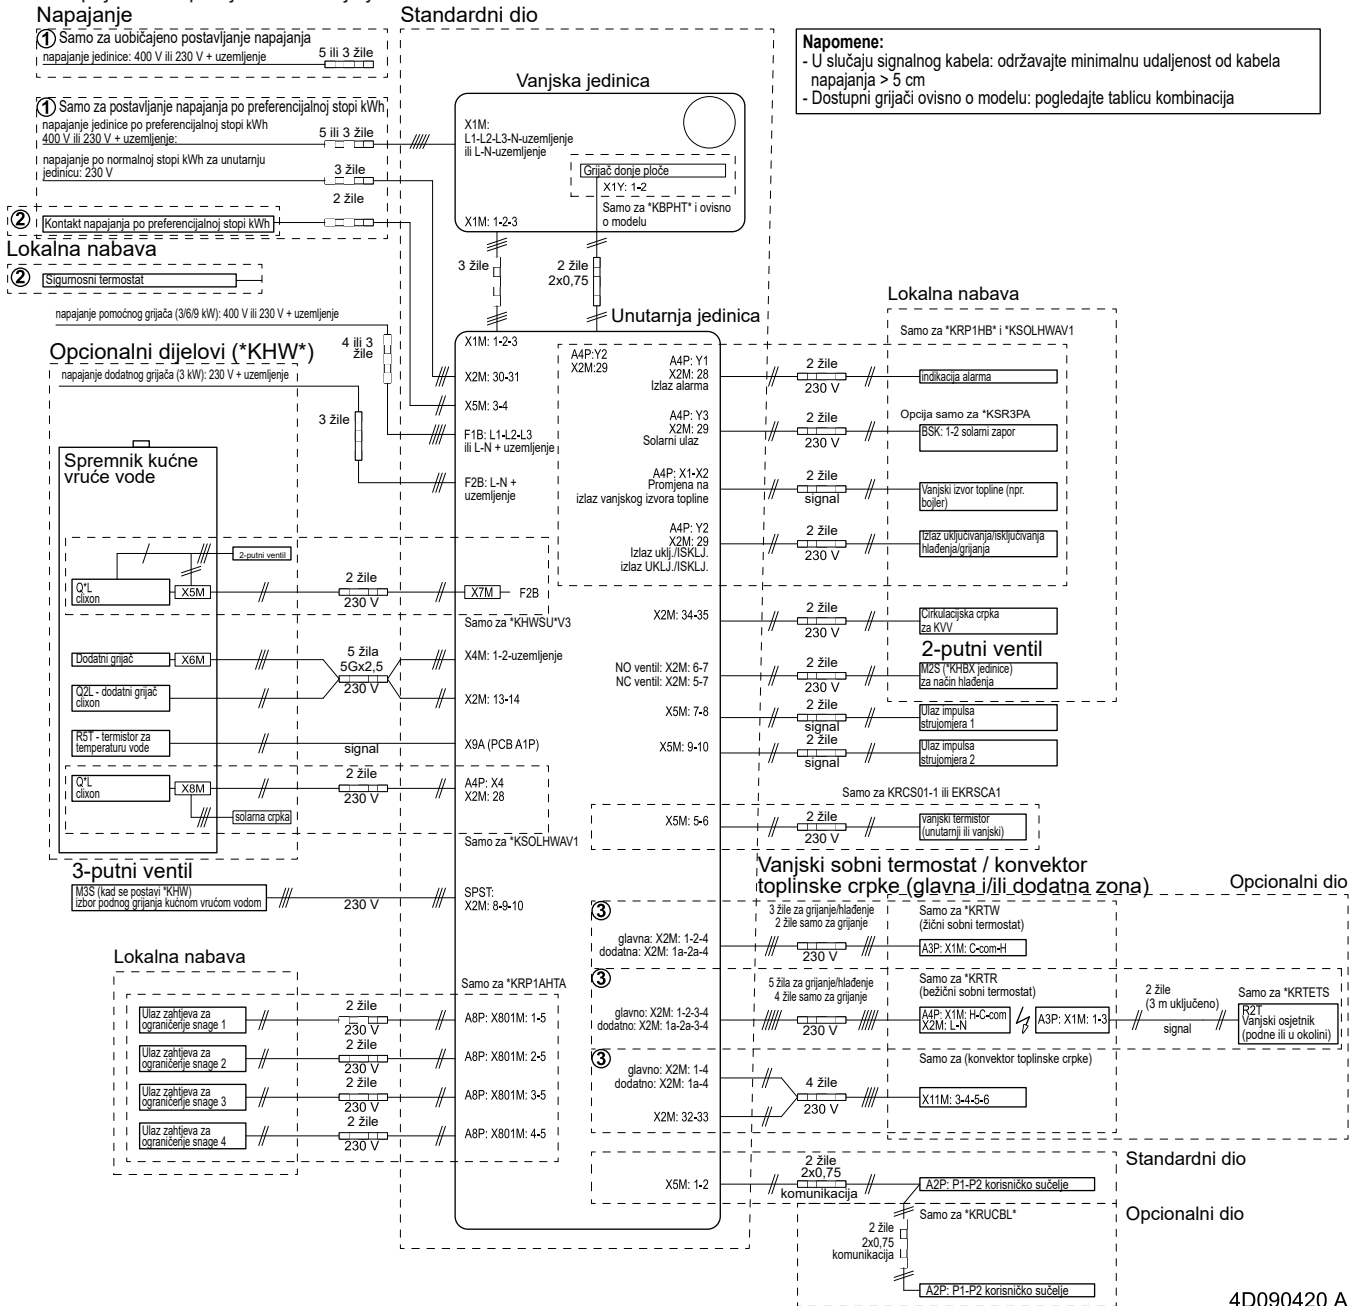 Napajanje
① Samo za uobičajeno postavljanje napajanja
napajanje jedinice: 400 V ili 230 V + uzemljenje
5 ili 3 žile
① Samo za postavljanje napajanja po preferencijalnoj stopi kWh
napajanje jedinice po preferencijalnoj stopi kWh
400 V ili 230 V + uzemljenje:
5 ili 3 žile
napajanje po normalnoj stopi kWh za unutarnju
jedinicu: 230 V
3 žile
2 žile
② Kontakt napajanja po preferencijalnoj stopi kWh
Lokalna nabava
② Sigurnosni termostat
napajanje pomoćnog grijača (3/6/9 kW): 400 V ili 230 V + uzemljenje
4 ili 3
žile
Opcionalni dijelovi (*KHW*)
napajanje dodatnog grijača (3 kW): 230 V + uzemljenje
3 žile
Spremnik kućne
vruće vode
2-putni ventil
Q*L
clixon
X5M
2 žile
230 V
X7M
F2B
Samo za *KHWSU*V3
Dodatni grijač
X6M
5 žila
5Gx2,5
230 V
X4M: 1-2-uzemljenje
Q2L - dodatni grijač
clixon
X2M: 13-14
R5T - termistor za
temperaturu vode
signal
X9A (PCB A1P)
Q*L
clixon
X8M
2 žile
230 V
A4P: X4
X2M: 28
solarna crpka
Samo za *KSOLHWAV1
3-putni ventil
M3S (kad se postavi *KHW)
izbor podnog grijanja kućnom vrućom vodom
230 V
SPST:
X2M: 8-9-10
Lokalna nabava
Samo za *KRP1AHTA
Ulaz zahtjeva za
ograničenje snage 1
2 žile
230 V
A8P: X801M: 1-5
Ulaz zahtjeva za
ograničenje snage 2
2 žile
230 V
A8P: X801M: 2-5
Ulaz zahtjeva za
ograničenje snage 3
2 žile
230 V
A8P: X801M: 3-5
Ulaz zahtjeva za
ograničenje snage 4
2 žile
230 V
A8P: X801M: 4-5
Standardni dio
Vanjska jedinica
X1M:
L1-L2-L3-N-uzemljenje
ili L-N-uzemljenje
Grijač donje ploče
X1Y: 1-2
Samo za *KBPHT* i ovisno
o modelu
X1M: 1-2-3
3 žile
2 žile
2x0,75
Unutarnja jedinica
X1M: 1-2-3
X2M: 30-31
X5M: 3-4
F1B: L1-L2-L3
ili L-N + uzemljenje
F2B: L-N +
uzemljenje
Napomene:
- U slučaju signalnog kabela: održavajte minimalnu udaljenost od kabela
napajanja > 5 cm
- Dostupni grijači ovisno o modelu: pogledajte tablicu kombinacija
Lokalna nabava
Samo za *KRP1HB* i *KSOLHWAV1
A4P:Y2
X2M:29
A4P: Y1
X2M: 28
Izlaz alarma
2 žile
230 V
indikacija alarma
A4P: Y3
X2M: 29
Solarni ulaz
2 žile
230 V
Opcija samo za *KSR3PA
BSK: 1-2 solarni zapor
A4P: X1-X2
Promjena na
izlaz vanjskog izvora topline
2 žile
signal
Vanjski izvor topline (npr.
bojler)
A4P: Y2
X2M: 29
Izlaz uklj./ISKLJ.
izlaz UKLJ./ISKLJ.
2 žile
230 V
Izlaz uključivanja/isključivanja
hlađenja/grijanja
X2M: 34-35
2 žile
230 V
Cirkulacijska crpka
za KVV
2-putni ventil
NO ventil: X2M: 6-7
NC ventil: X2M: 5-7
2 žile
230 V
M2S (*KHBX jedinice)
za način hlađenja
X5M: 7-8
2 žile
signal
Ulaz impulsa
strujomjera 1
X5M: 9-10
2 žile
signal
Ulaz impulsa
strujomjera 2
Samo za KRCS01-1 ili EKRSCA1
X5M: 5-6
2 žile
230 V
vanjski termistor
(unutarnji ili vanjski)
Vanjski sobni termostat / konvektor
toplinske crpke (glavna i/ili dodatna zona)
Opcionalni dio
③
3 žile za grijanje/hlađenje
2 žile samo za grijanje
Samo za *KRTW
(žični sobni termostat)
glavna: X2M: 1-2-4
dodatna: X2M: 1a-2a-4
230 V
A3P: X1M: C-com-H
③
5 žila za grijanje/hlađenje
4 žile samo za grijanje
Samo za *KRTR
(bežični sobni termostat)
2 žile
(3 m uključeno)
signal
Samo za *KRTETS
glavno: X2M: 1-2-3-4
dodatno: X2M: 1a-2a-3-4
230 V
A4P: X1M: H-C-com
X2M: L-N
A3P: X1M: 1-3
R2T
Vanjski osjetnik
(podne ili u okolini)
③
Samo za (konvektor toplinske crpke)
glavno: X2M: 1-4
dodatno: X2M: 1a-4
X2M: 32-33
4 žile
230 V
X11M: 3-4-5-6
Standardni dio
X5M: 1-2
2 žile
2x0,75
komunikacija
A2P: P1-P2 korisničko sučelje
Opcionalni dio
Samo za *KRUCBL*
2 žile
2x0,75
komunikacija
A2P: P1-P2 korisničko sučelje
4D090420 A